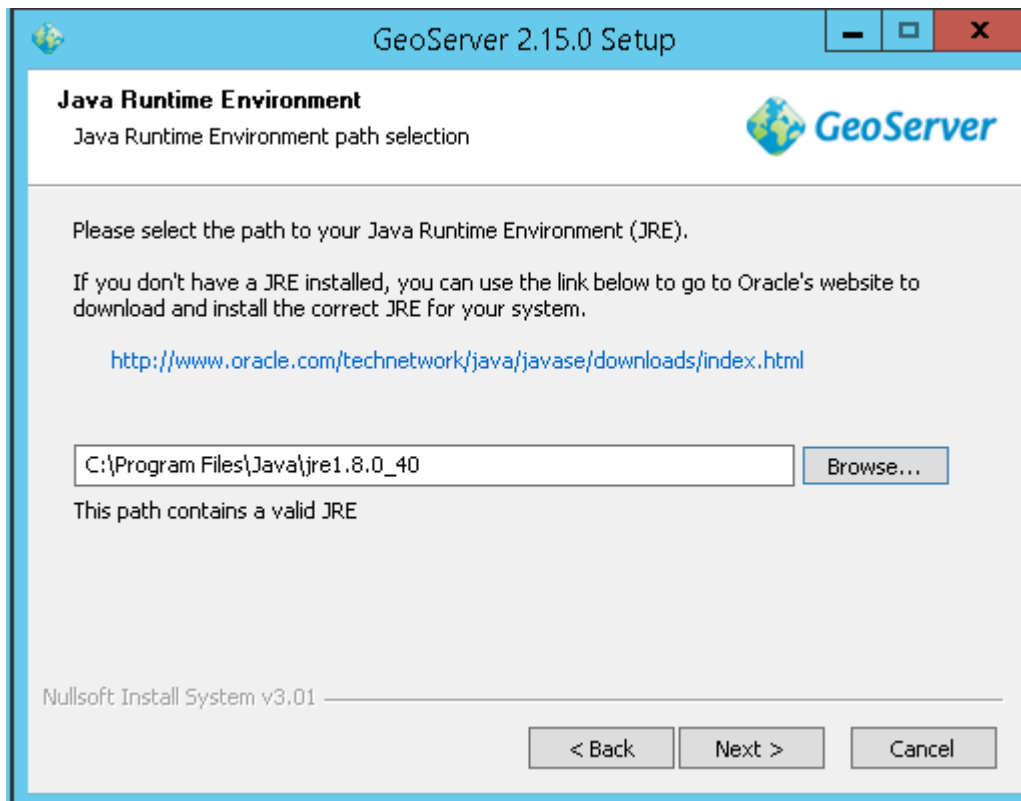 GeoServer 2.15.0 Setup
Java Runtime Environment
Java Runtime Environment path selection
GeoServer
Please select the path to your Java Runtime Environment (JRE).
If you don't have a JRE installed, you can use the link below to go to Oracle's website to
download and install the correct JRE for your system.
http://www.oracle.com/technetwork/java/javase/downloads/index.html
C:\Program Files\Java\jre1.8.0_40
Browse...
This path contains a valid JRE
Nullsoft Install System v3.01
< Back Next > Cancel